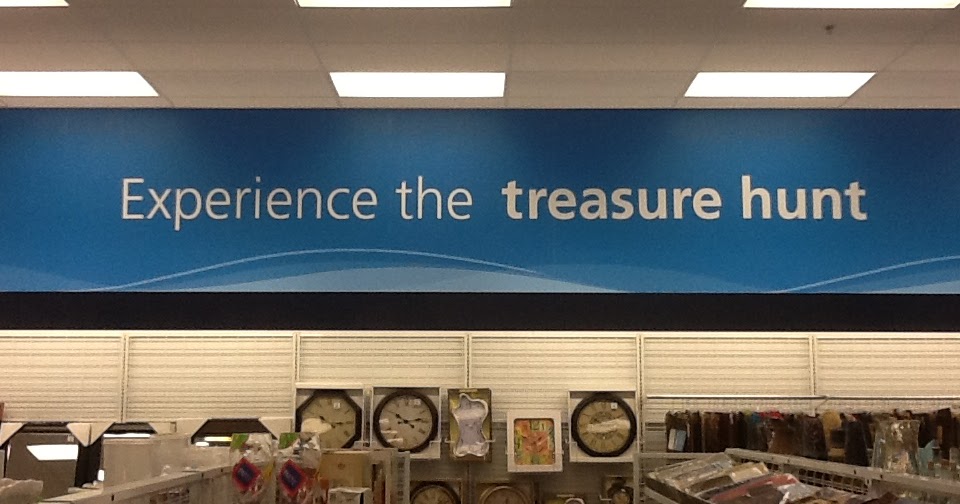 Experience the treasure hunt